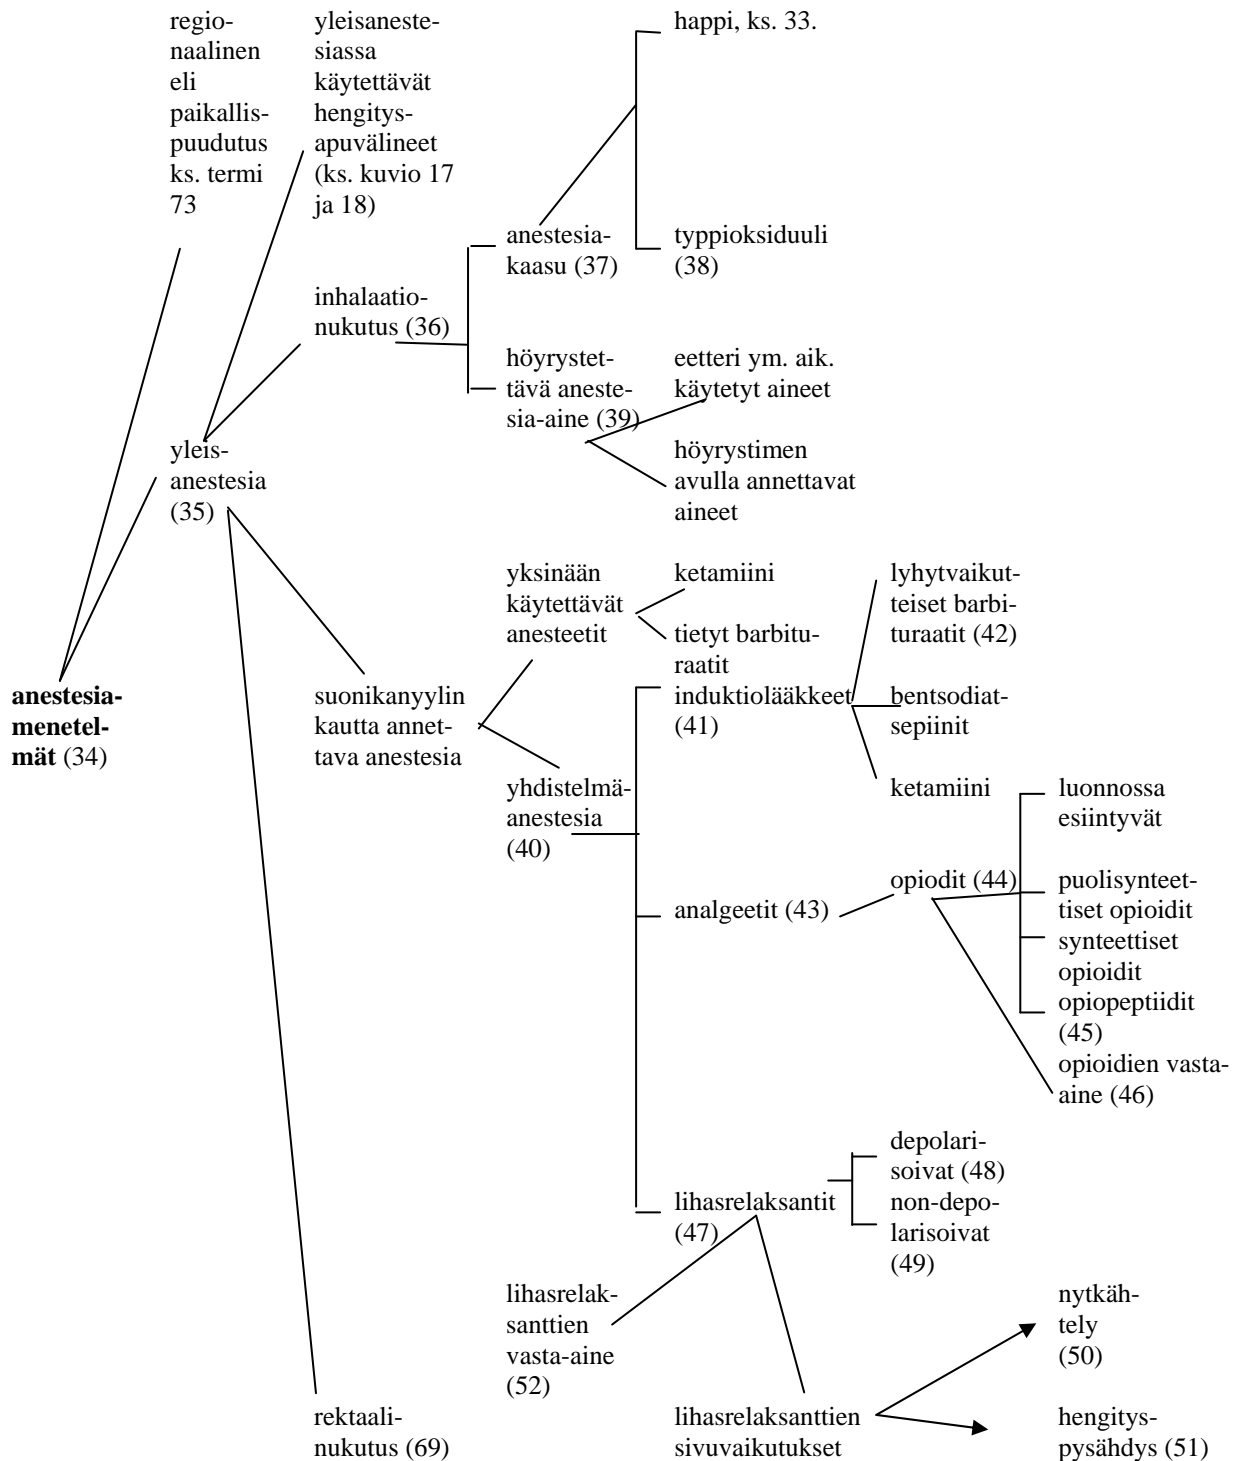 regio-
naalinen
eli
paikallis-
puudutus
ks. termi
73
yleisaneste-
siassa
käytettävät
hengitys-
apuvälineet
(ks. kuvio 17
ja 18)
happi, ks. 33.
anestesia-
kaasu (37)
typpioksiduuli
(38)
inhalaatio-
nukutus (36)
höyrystet-
tävä aneste-
sia-aine (39)
eetteri ym. aik.
käytetyt aineet
höyrystimen
avulla annettavat
aineet
yleis-
anestesia
(35)
anestesia-
menetel-
mät (34)
suonikanyylin
kautta annet-
tava anestesia
yksinään
käytettävät
anesteetit
ketamiini
tietyt barbitu-
raatit
induktiolääkkeet
(41)
lyhytvaikut-
teiset barbi-
turaatit (42)
bentsodiat-
sepiinit
ketamiini
yhdistelmä-
anestesia
(40)
analgeetit (43)
opiodit (44)
luonnossa
esiintyvät
puolisynteet-
tiset opioidit
synteettiset
opioidit
opiopeptiidit
(45)
opioidien vasta-
aine (46)
lihasrelaksantit
(47)
depolari-
soivat (48)
non-depo-
larisoivat
(49)
lihasrelak-
santtien
vasta-aine
(52)
nytkäh-
tely
(50)
rektaali-
nukutus (69)
lihasrelaksanttien
sivuvaikutukset
hengitys-
pysähdys (51)